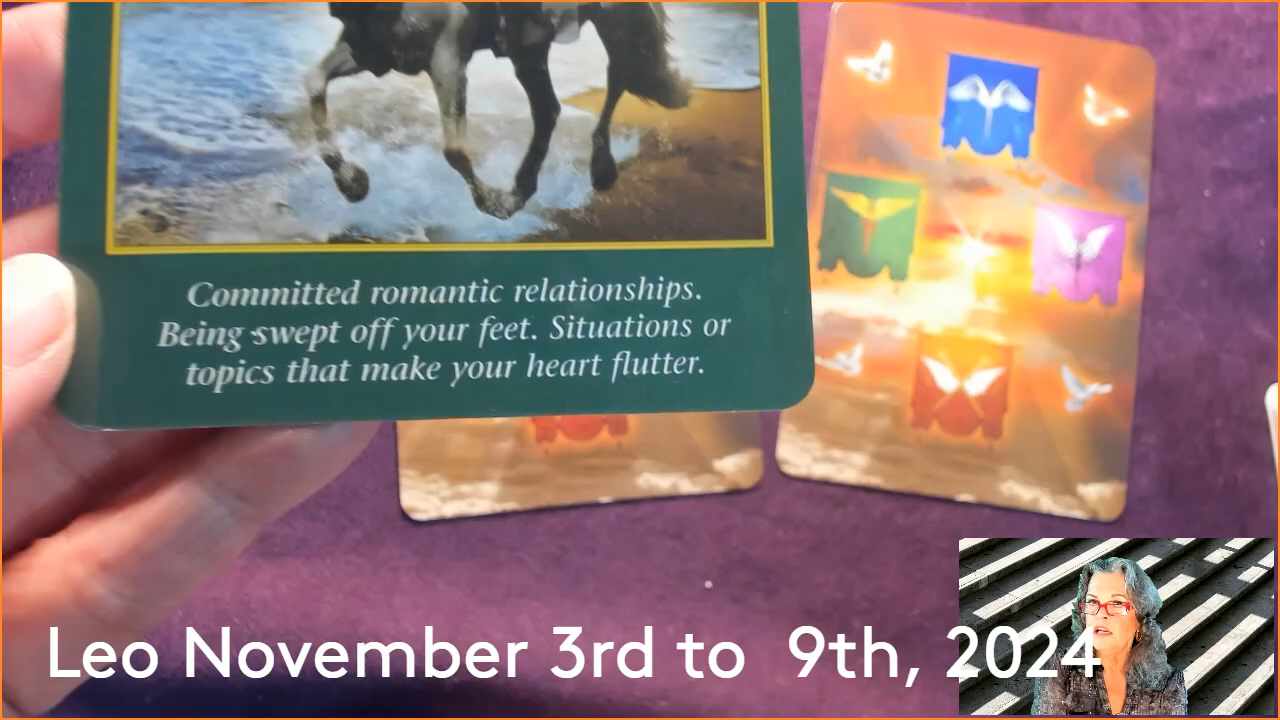 Committed romantic relationships.
Being swept off your feet. Situations or
topics that make your heart flutter.
Leo November 3rd to 9th, 2024